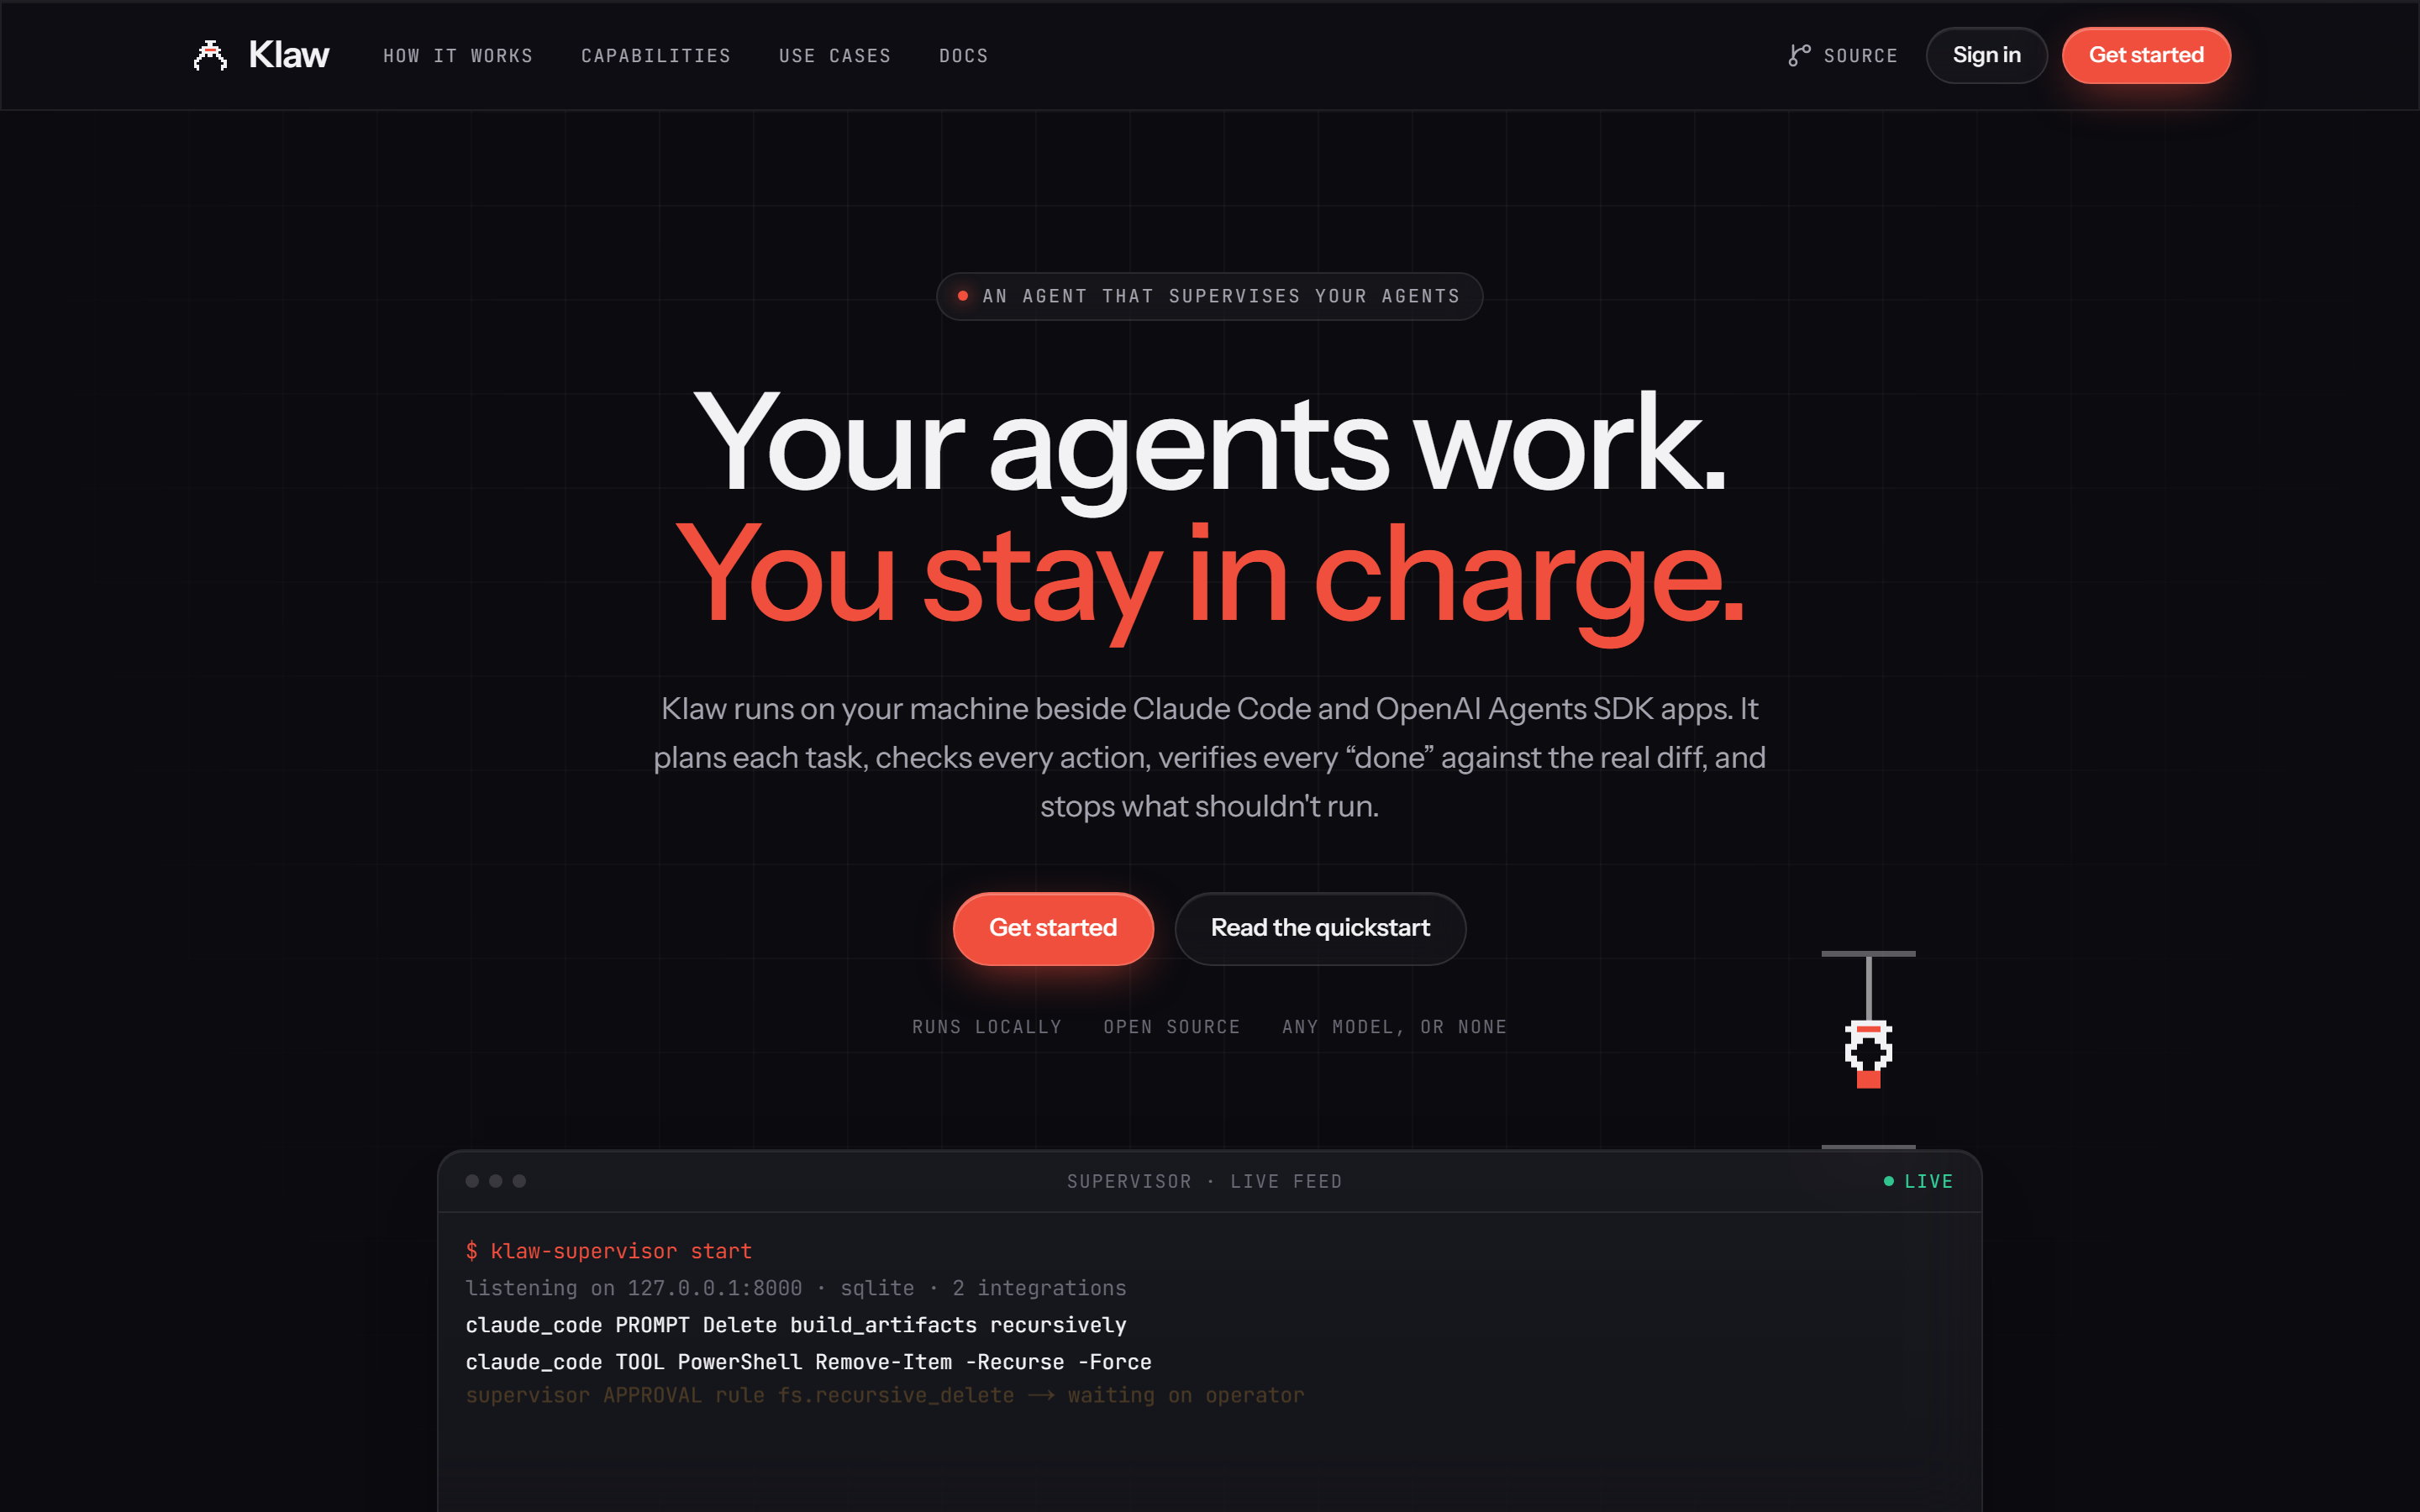 Klaw
HOW IT WORKS
CAPABILITIES
USE CASES
DOCS
SOURCE
Sign in
Get started
AN AGENT THAT SUPERVISES YOUR AGENTS
Your agents work.
You stay in charge.
Klaw runs on your machine beside Claude Code and OpenAI Agents SDK apps. It
plans each task, checks every action, verifies every “done” against the real diff, and
stops what shouldn't run.
Get started
Read the quickstart
RUNS LOCALLY
OPEN SOURCE
ANY MODEL, OR NONE
SUPERVISOR · LIVE FEED
LIVE
$ klaw-supervisor start
listening on 127.0.0.1:8000 · sqlite · 2 integrations
claude_code PROMPT Delete build_artifacts recursively
claude_code TOOL PowerShell Remove-Item -Recurse -Force
supervisor APPROVAL rule fs.recursive_delete ⟶ waiting on operator